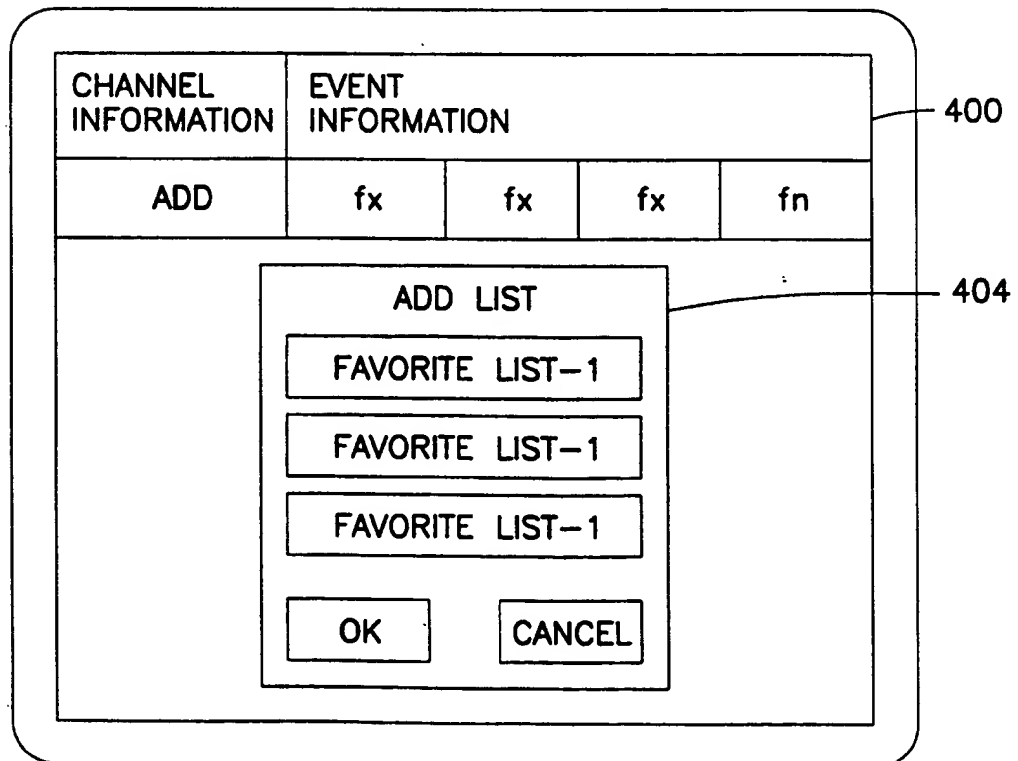 CHANNEL INFORMATION
EVENT INFORMATION
400
ADD fx fx fx fn
404
ADD LIST
FAVORITE LIST-1
FAVORITE LIST-1
FAVORITE LIST-1
OK CANCEL